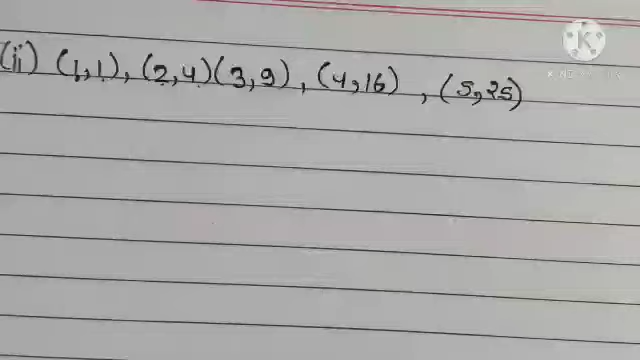 (ii) (1,1), (2,4)(3,9), (4,16) , (5,25)